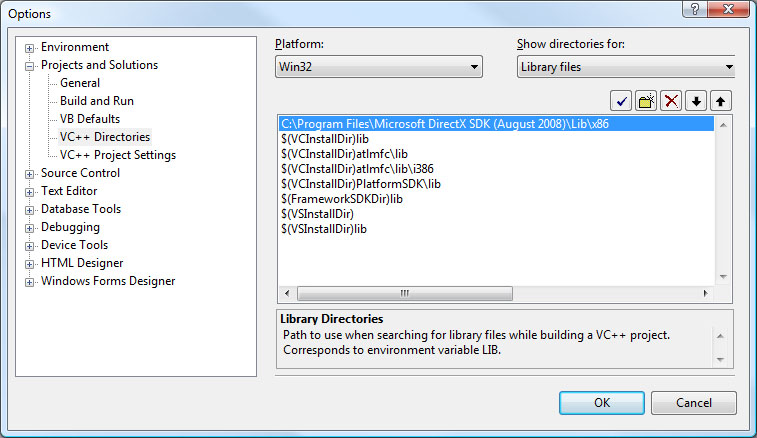 Options
Environment
Projects and Solutions
General
Build and Run
VB Defaults
VC++ Directories
VC++ Project Settings
Source Control
Text Editor
Database Tools
Debugging
Device Tools
HTML Designer
Windows Forms Designer
Platform:
Show directories for:
Win32
Library files
C:\Program Files\Microsoft DirectX SDK (August 2008)\Lib\x86
$(VCInstallDir)lib
$(VCInstallDir)atlmfc\lib
$(VCInstallDir)atlmfc\lib\i386
$(VCInstallDir)PlatformSDK\lib
$(FrameworkSDKDir)lib
$(VSInstallDir)
$(VSInstallDir)lib
Library Directories
Path to use when searching for library files while building a VC++ project.
Corresponds to environment variable LIB.
OK
Cancel